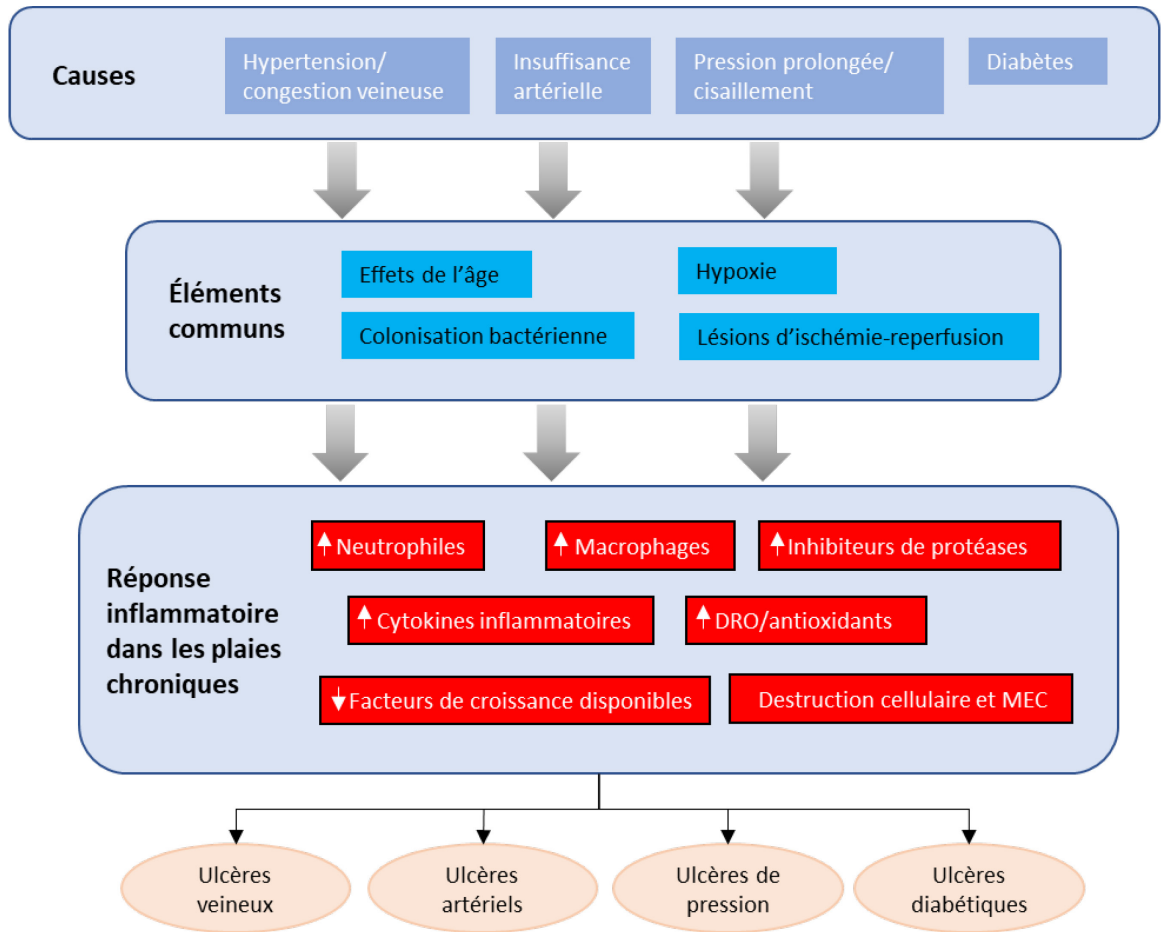 Causes
Hypertension/
congestion veineuse
Insuffisance
artérielle
Pression prolongée/
cisaillement
Diabètes
Éléments
communs
Effets de l'âge
Hypoxie
Colonisation bactérienne
Lésions d'ischémie-reperfusion
Réponse
inflammatoire
dans les plaies
chroniques
↑ Neutrophiles
↑ Macrophages
↑ Inhibiteurs de protéases
↑ Cytokines inflammatoires
↑ DRO/antioxidants
↓ Facteurs de croissance disponibles
Destruction cellulaire et MEC
Ulcères
veineux
Ulcères
artériels
Ulcères de
pression
Ulcères
diabétiques